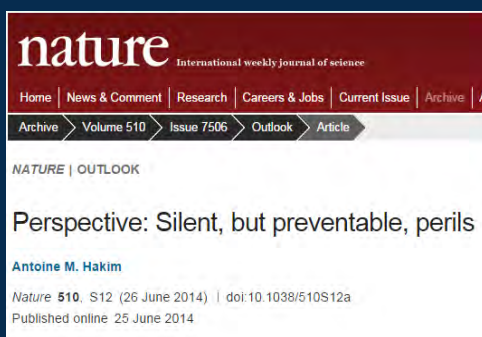 nature International weekly journal of science
Home | News & Comment | Research | Careers & Jobs | Current Issue | Archive |
Archive Volume 510 Issue 7506 Outlook Article
NATURE | OUTLOOK
Perspective: Silent, but preventable, perils
Antoine M. Hakim
Nature 510, S12 (26 June 2014) | doi:10.1038/510S12a
Published online 25 June 2014